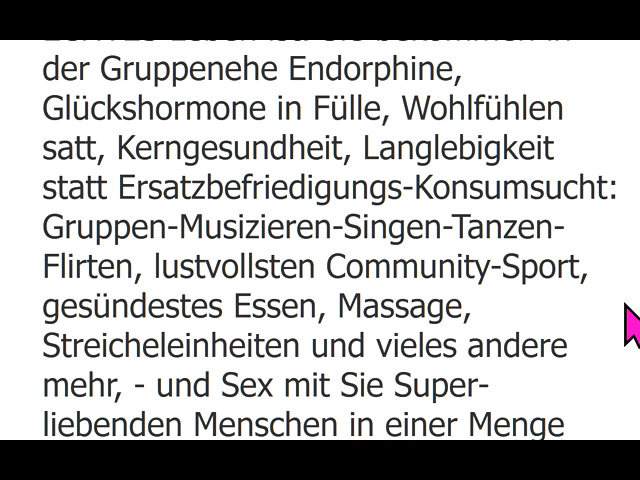 der Gruppenehe Endorphine,
Glückshormone in Fülle, Wohlfühlen
satt, Kerngesundheit, Langlebigkeit
statt Ersatzbefriedigungs-Konsumsucht:
Gruppen-Musizieren-Singen-Tanzen-
Flirten, lustvollsten Community-Sport,
gesündestes Essen, Massage,
Streicheleinheiten und vieles andere
mehr, - und Sex mit Sie Super-
liebenden Menschen in einer Menge